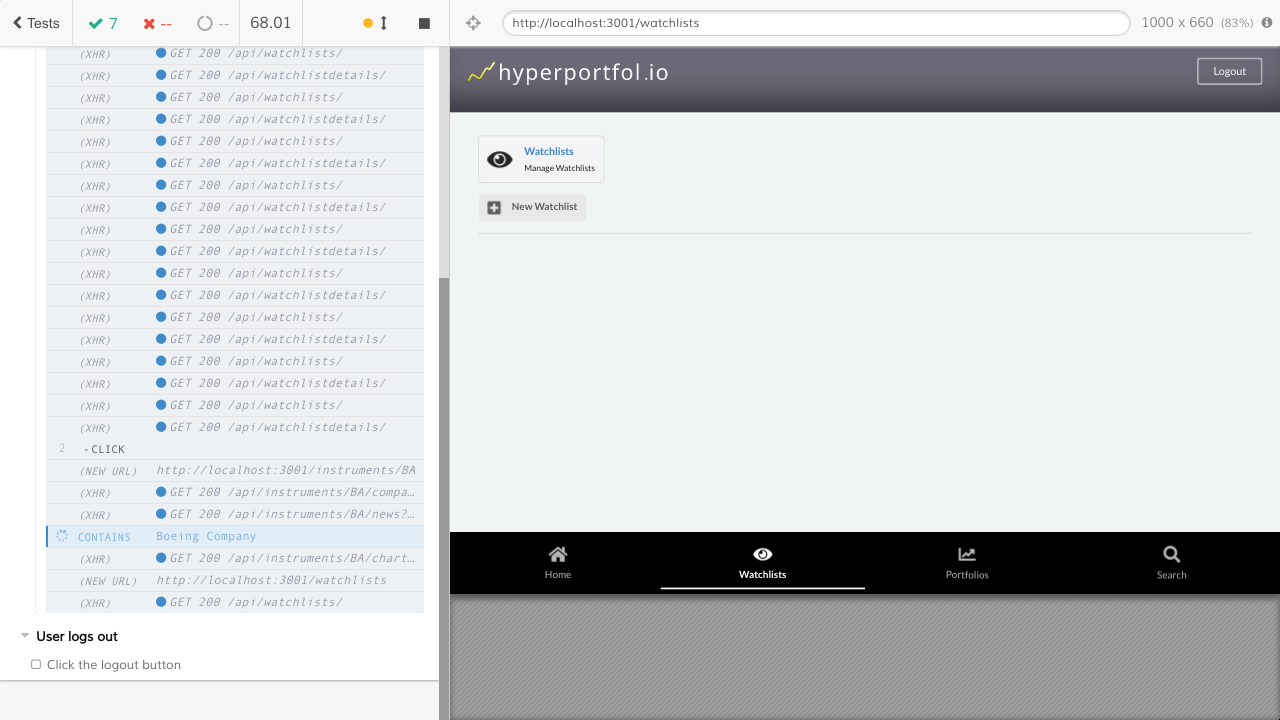 Tests 7 -- -- 68.01
http://localhost:3001/watchlists 1000 x 660 (83%)
(XHR) GET 200 /api/watchlists/
(XHR) GET 200 /api/watchlistdetails/
(XHR) GET 200 /api/watchlists/
(XHR) GET 200 /api/watchlistdetails/
(XHR) GET 200 /api/watchlists/
(XHR) GET 200 /api/watchlistdetails/
(XHR) GET 200 /api/watchlists/
(XHR) GET 200 /api/watchlistdetails/
(XHR) GET 200 /api/watchlists/
(XHR) GET 200 /api/watchlistdetails/
(XHR) GET 200 /api/watchlists/
(XHR) GET 200 /api/watchlistdetails/
(XHR) GET 200 /api/watchlists/
(XHR) GET 200 /api/watchlistdetails/
(XHR) GET 200 /api/watchlists/
(XHR) GET 200 /api/watchlistdetails/
(XHR) GET 200 /api/watchlists/
(XHR) GET 200 /api/watchlistdetails/
2 -CLICK
(NEW URL) http://localhost:3001/instruments/BA
(XHR) GET 200 /api/instruments/BA/compa…
(XHR) GET 200 /api/instruments/BA/news?…
CONTAINS Boeing Company
(XHR) GET 200 /api/instruments/BA/chart…
(NEW URL) http://localhost:3001/watchlists
(XHR) GET 200 /api/watchlists/
User logs out
Click the logout button
hyperportfol.io
Logout
Watchlists
Manage Watchlists
New Watchlist
Home Watchlists Portfolios Search